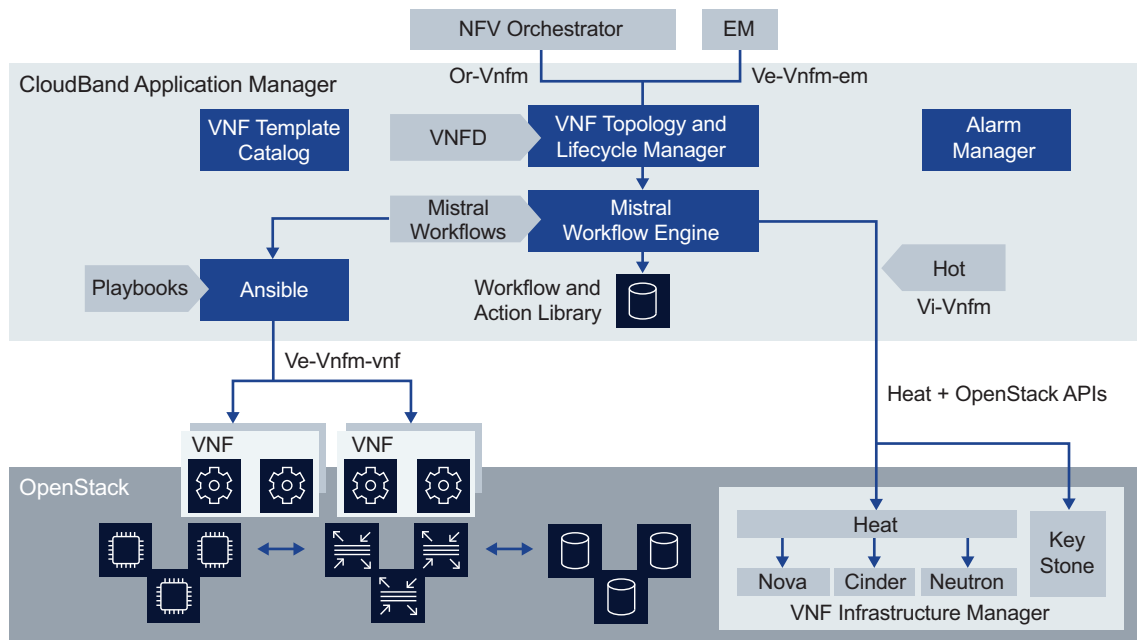 NFV Orchestrator
EM
Or-Vnfm
Ve-Vnfm-em
CloudBand Application Manager
VNF Template
Catalog
VNFD
VNF Topology and
Lifecycle Manager
Alarm
Manager
Mistral
Workflows
Mistral
Workflow Engine
Playbooks
Ansible
Workflow and
Action Library
Hot
Vi-Vnfm
Ve-Vnfm-vnf
Heat + OpenStack APIs
VNF
VNF
OpenStack
Heat
Key
Stone
Nova
Cinder
Neutron
VNF Infrastructure Manager